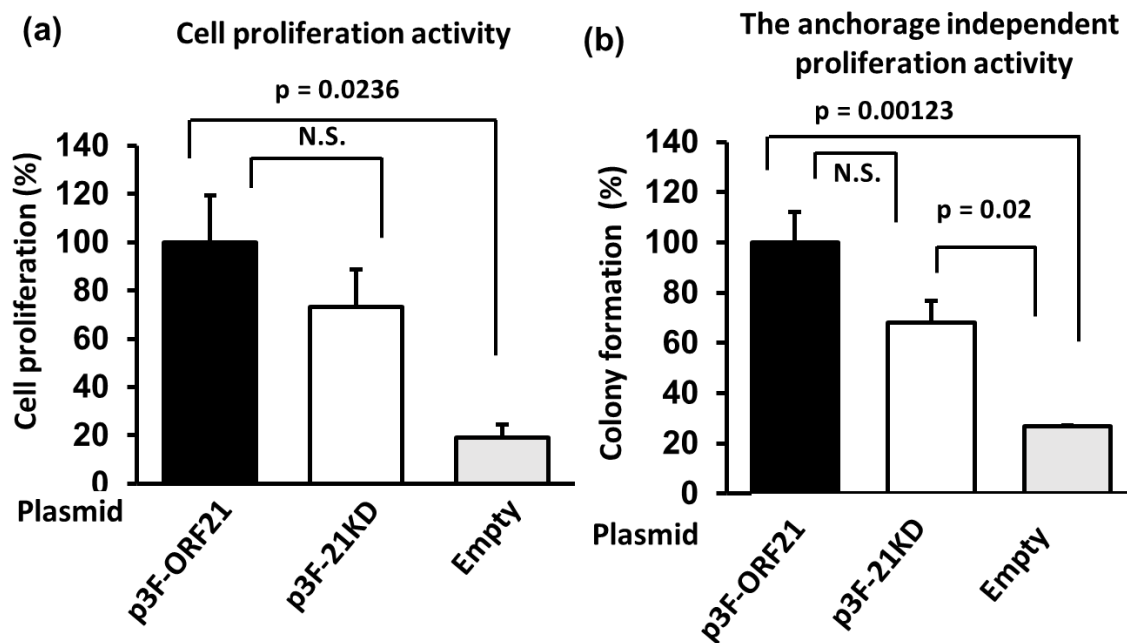 (a)
Cell proliferation activity
p = 0.0236
N.S.
Cell proliferation (%)
140
120
100
80
60
40
20
0
Plasmid
p3F-ORF21
p3F-21KD
Empty
(b)
The anchorage independent
proliferation activity
p = 0.00123
N.S.
p = 0.02
Colony formation (%)
140
120
100
80
60
40
20
0
Plasmid
p3F-ORF21
p3F-21KD
Empty